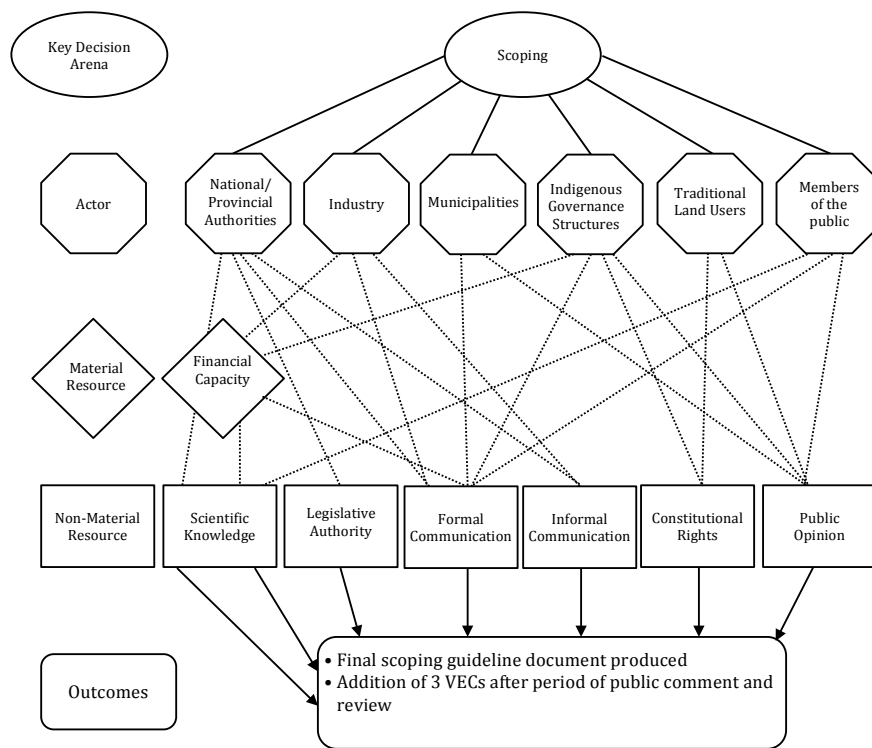 Key Decision
Arena
Scoping
Actor
National/
Provincial
Authorities
Industry
Municipalities
Indigenous
Governance
Structures
Traditional
Land Users
Members
of the
public
Material
Resource
Financial
Capacity
Non-Material
Resource
Scientific
Knowledge
Legislative
Authority
Formal
Communication
Informal
Communication
Constitutional
Rights
Public
Opinion
Outcomes
• Final scoping guideline document produced
• Addition of 3 VECs after period of public comment and
review